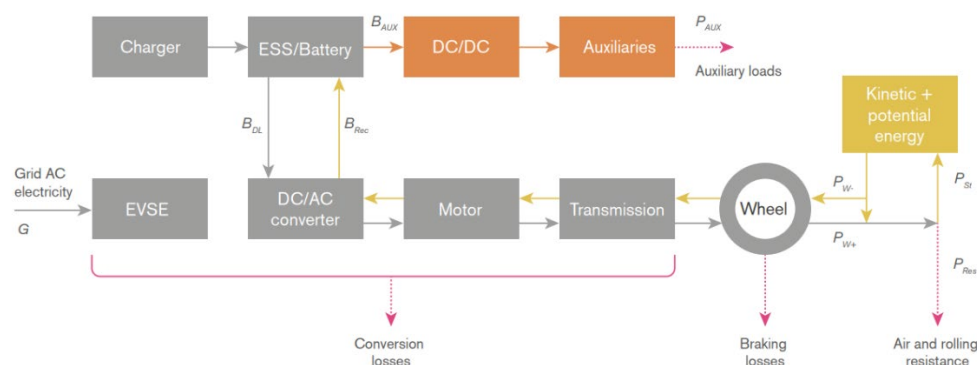 B_AUX
P_AUX
Charger
ESS/Battery
DC/DC
Auxiliaries
Auxiliary loads
Kinetic +
potential
energy
B_DL
B_Rec
Grid AC
electricity
G
EVSE
DC/AC
converter
Motor
Transmission
Wheel
P_W-
P_W+
P_St
P_Res
Conversion
losses
Braking
losses
Air and rolling
resistance